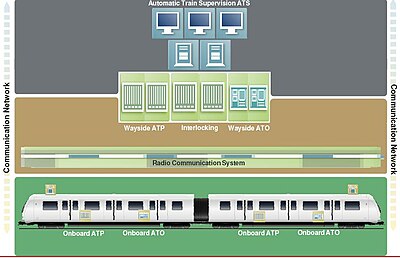 Automatic Train Supervision ATS
Communication Network
Communication Network
Wayside ATP
Interlocking
Wayside ATO
Radio Communication System
Onboard ATP
Onboard ATO
Onboard ATP
Onboard ATO